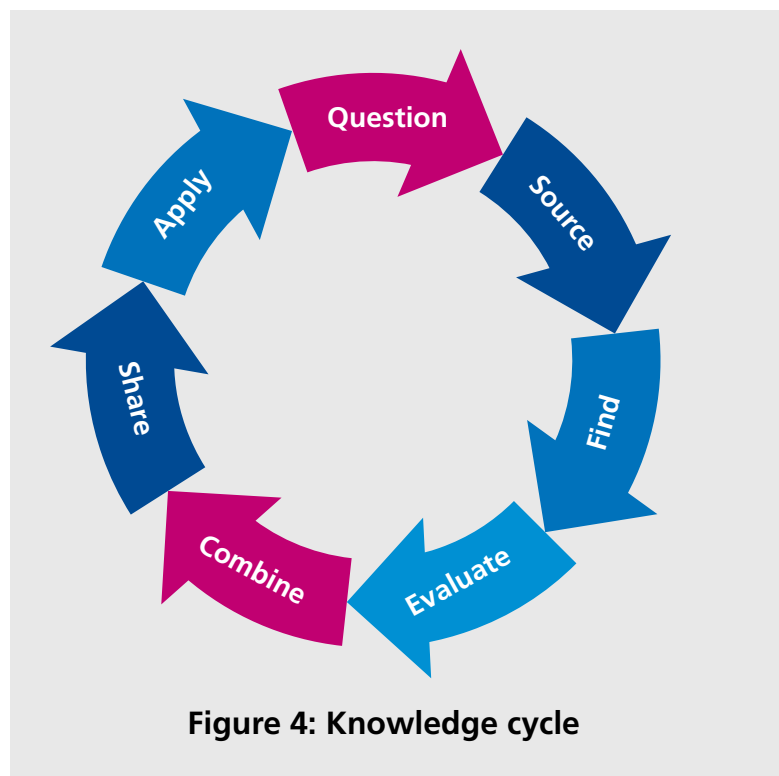 Question
Source
Find
Evaluate
Combine
Share
Apply
Figure 4: Knowledge cycle